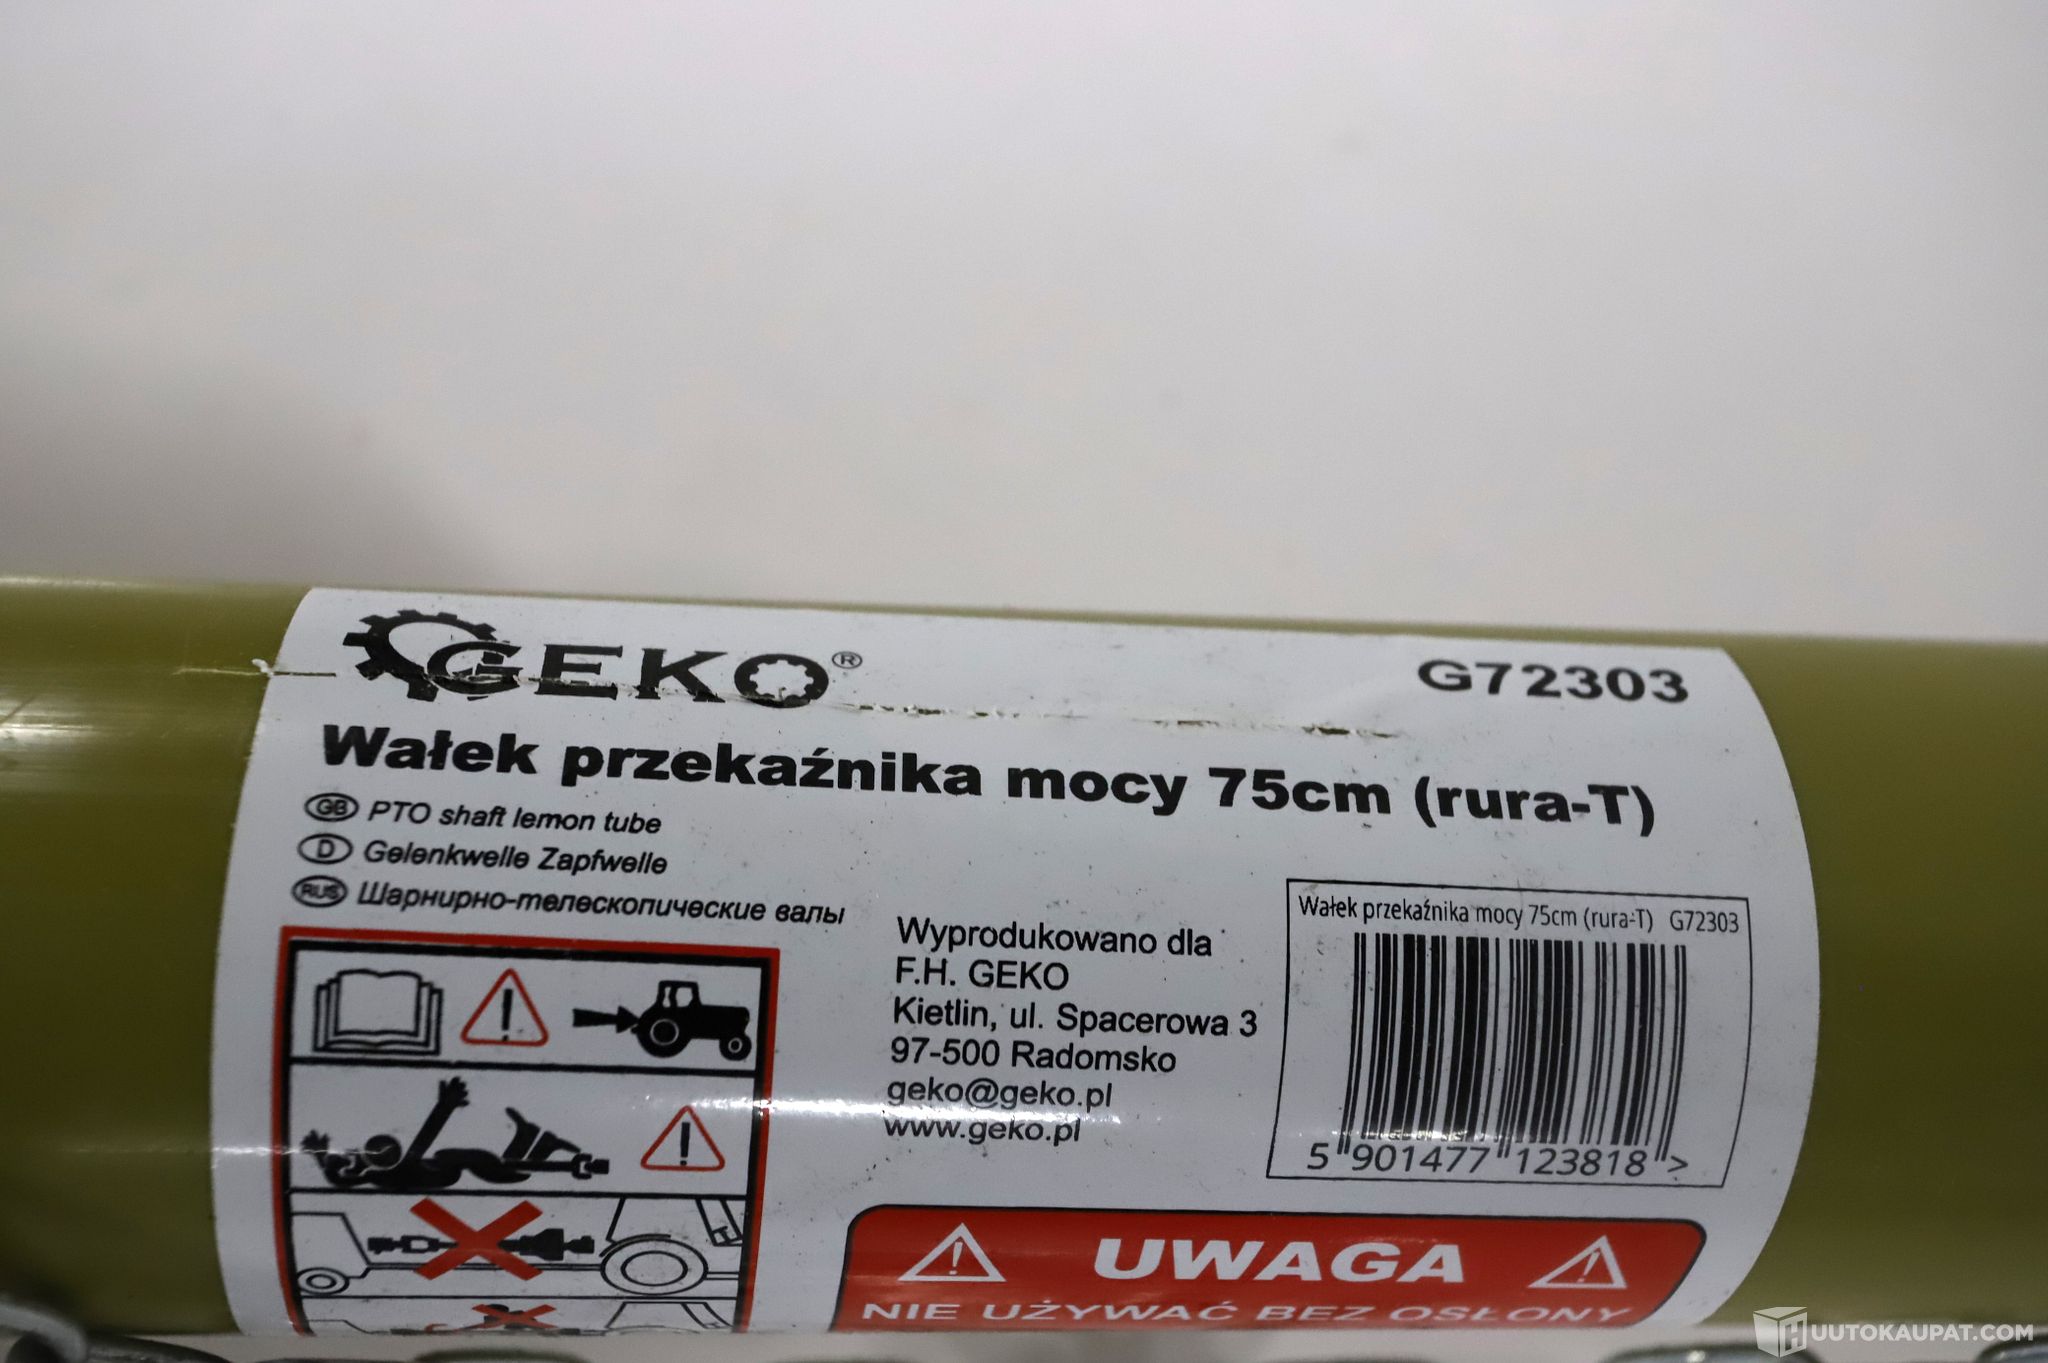 GEKO®
G72303
Wałek przekaźnika mocy 75cm (rura-T)
GB PTO shaft lemon tube
D Gelenkwelle Zapfwelle
RUS Шарнирно-телескопические валы
Wyprodukowano dla
F.H. GEKO
Kietlin, ul. Spacerowa 3
97-500 Radomsko
geko@geko.pl
www.geko.pl
Wałek przekaźnika mocy 75cm (rura-T) G72303
5 901477 123818 >
UWAGA
NIE UŻYWAĆ BEZ OSŁONY
HUUTOKAUPAT.COM